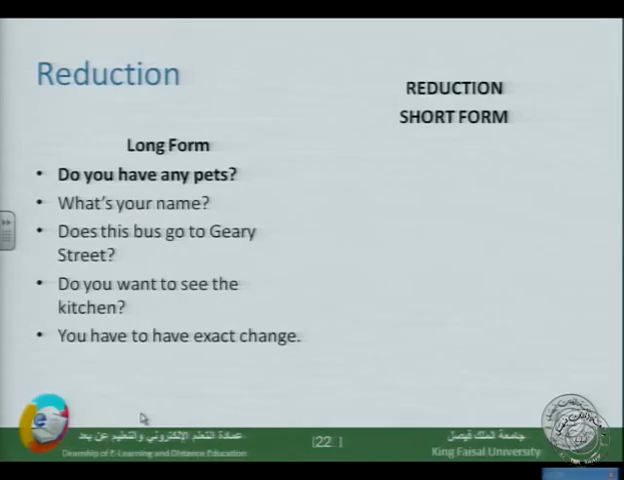 Reduction
REDUCTION
SHORT FORM
Long Form
• Do you have any pets?
• What's your name?
• Does this bus go to Geary
Street?
• Do you want to see the
kitchen?
• You have to have exact change.
عمادة التعلم الإلكتروني والتعليم عن بعد
Deanship of E-Learning and Distance Education
[22 ]
جامعة الملك فيصل
King Faisal University